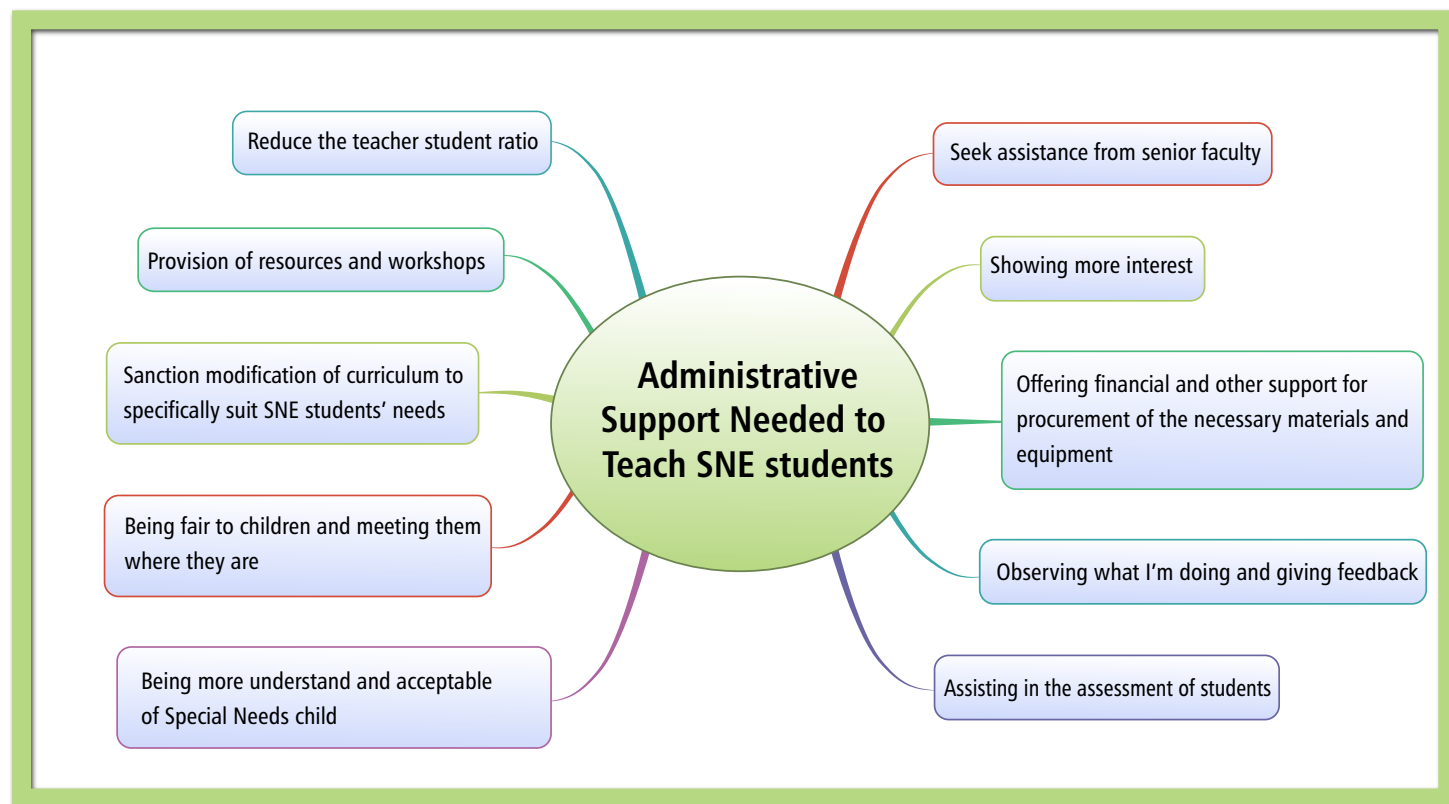 Administrative
Support Needed to
Teach SNE students
Reduce the teacher student ratio
Provision of resources and workshops
Sanction modification of curriculum to
specifically suit SNE students’ needs
Being fair to children and meeting them
where they are
Being more understand and acceptable
of Special Needs child
Seek assistance from senior faculty
Showing more interest
Offering financial and other support for
procurement of the necessary materials and
equipment
Observing what I’m doing and giving feedback
Assisting in the assessment of students